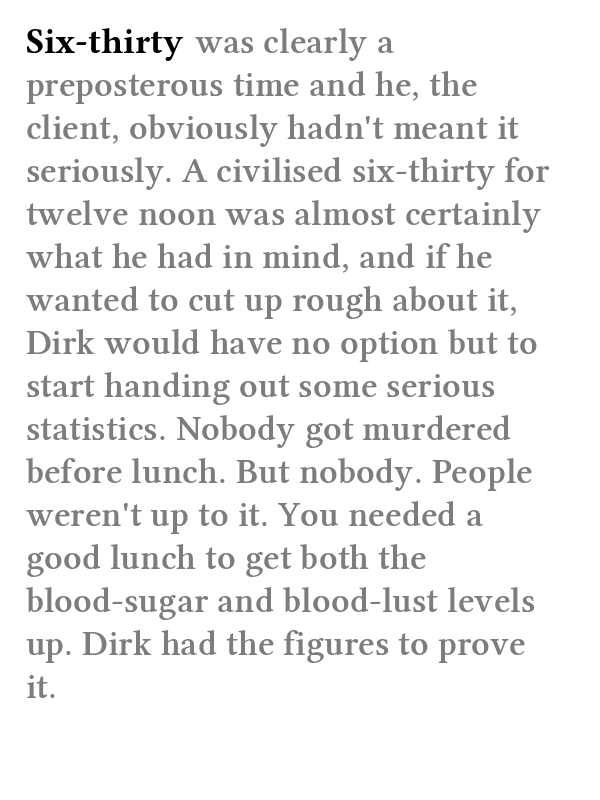 Six-thirty was clearly a
preposterous time and he, the
client, obviously hadn't meant it
seriously. A civilised six-thirty for
twelve noon was almost certainly
what he had in mind, and if he
wanted to cut up rough about it,
Dirk would have no option but to
start handing out some serious
statistics. Nobody got murdered
before lunch. But nobody. People
weren't up to it. You needed a
good lunch to get both the
blood-sugar and blood-lust levels
up. Dirk had the figures to prove
it.